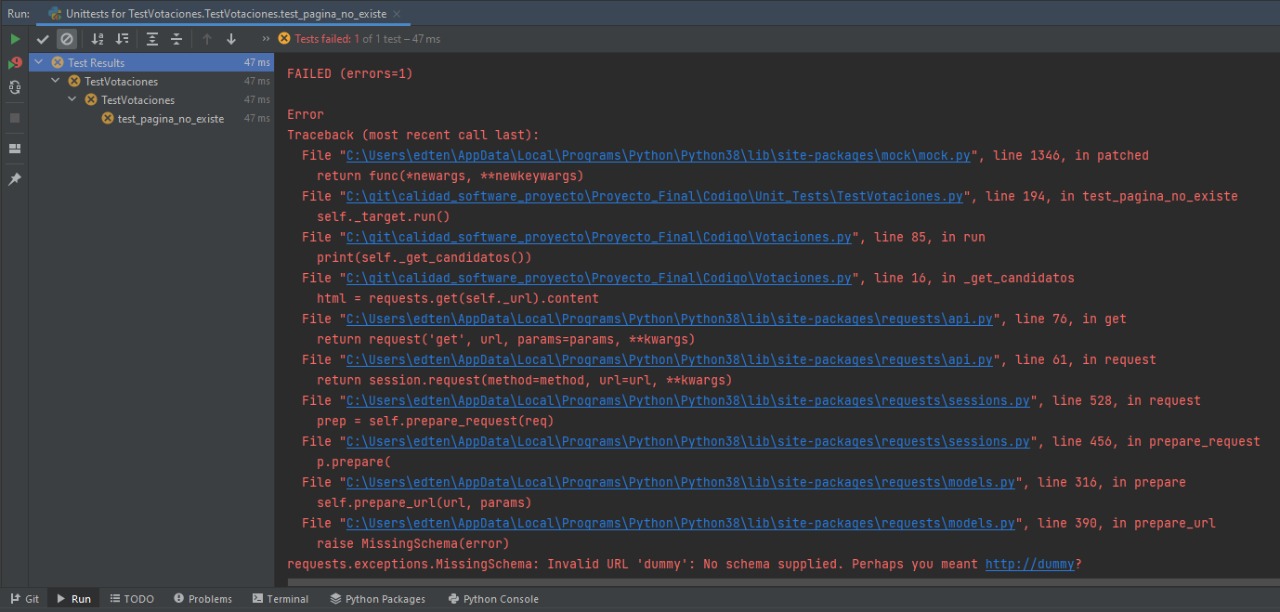 Run: Unittests for TestVotaciones.TestVotaciones.test_pagina_no_existe ×
» Tests failed: 1 of 1 test – 47 ms
Test Results 47 ms
TestVotaciones 47 ms
TestVotaciones 47 ms
test_pagina_no_existe 47 ms
FAILED (errors=1)
Error
Traceback (most recent call last):
File "C:\Users\edten\AppData\Local\Programs\Python\Python38\lib\site-packages\mock\mock.py", line 1346, in patched
return func(*newargs, **newkeywargs)
File "C:\git\calidad_software_proyecto\Proyecto_Final\Codigo\Unit_Tests\TestVotaciones.py", line 194, in test_pagina_no_existe
self._target.run()
File "C:\git\calidad_software_proyecto\Proyecto_Final\Codigo\Votaciones.py", line 85, in run
print(self._get_candidatos())
File "C:\git\calidad_software_proyecto\Proyecto_Final\Codigo\Votaciones.py", line 16, in _get_candidatos
html = requests.get(self._url).content
File "C:\Users\edten\AppData\Local\Programs\Python\Python38\lib\site-packages\requests\api.py", line 76, in get
return request('get', url, params=params, **kwargs)
File "C:\Users\edten\AppData\Local\Programs\Python\Python38\lib\site-packages\requests\api.py", line 61, in request
return session.request(method=method, url=url, **kwargs)
File "C:\Users\edten\AppData\Local\Programs\Python\Python38\lib\site-packages\requests\sessions.py", line 528, in request
prep = self.prepare_request(req)
File "C:\Users\edten\AppData\Local\Programs\Python\Python38\lib\site-packages\requests\sessions.py", line 456, in prepare_request
p.prepare(
File "C:\Users\edten\AppData\Local\Programs\Python\Python38\lib\site-packages\requests\models.py", line 316, in prepare
self.prepare_url(url, params)
File "C:\Users\edten\AppData\Local\Programs\Python\Python38\lib\site-packages\requests\models.py", line 390, in prepare_url
raise MissingSchema(error)
requests.exceptions.MissingSchema: Invalid URL 'dummy': No schema supplied. Perhaps you meant http://dummy?
Git Run TODO Problems Terminal Python Packages Python Console